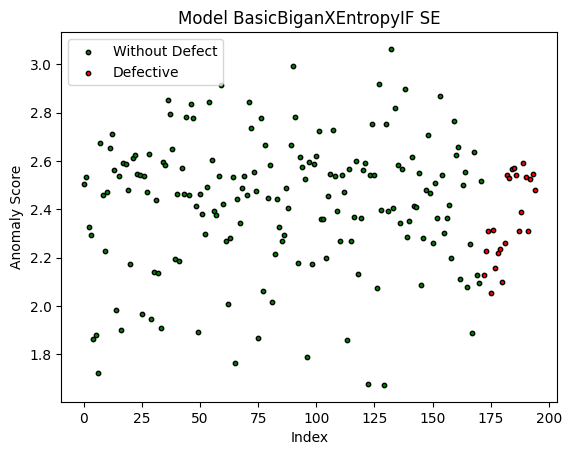 Model BasicBiganXEntropyIF SE
Without Defect
Defective
Anomaly Score
3.0
2.8
2.6
2.4
2.2
2.0
1.8
0 25 50 75 100 125 150 175 200
Index